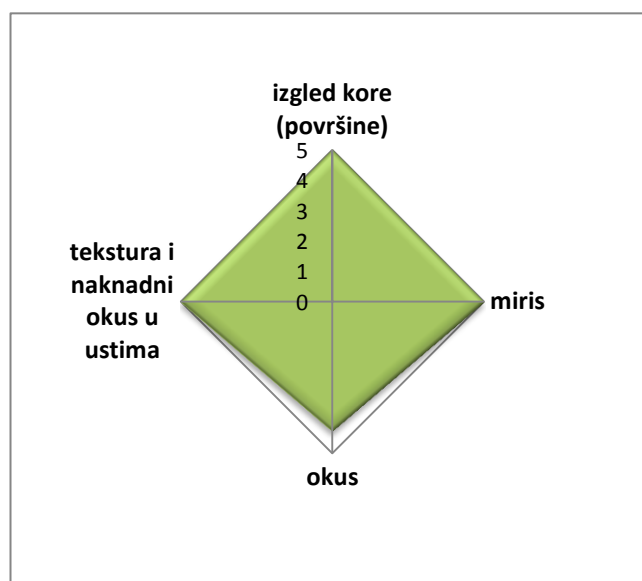 izgled kore
(površine)
5
4
3
2
1
0
tekstura i
naknadni
okus u
ustima
miris
okus